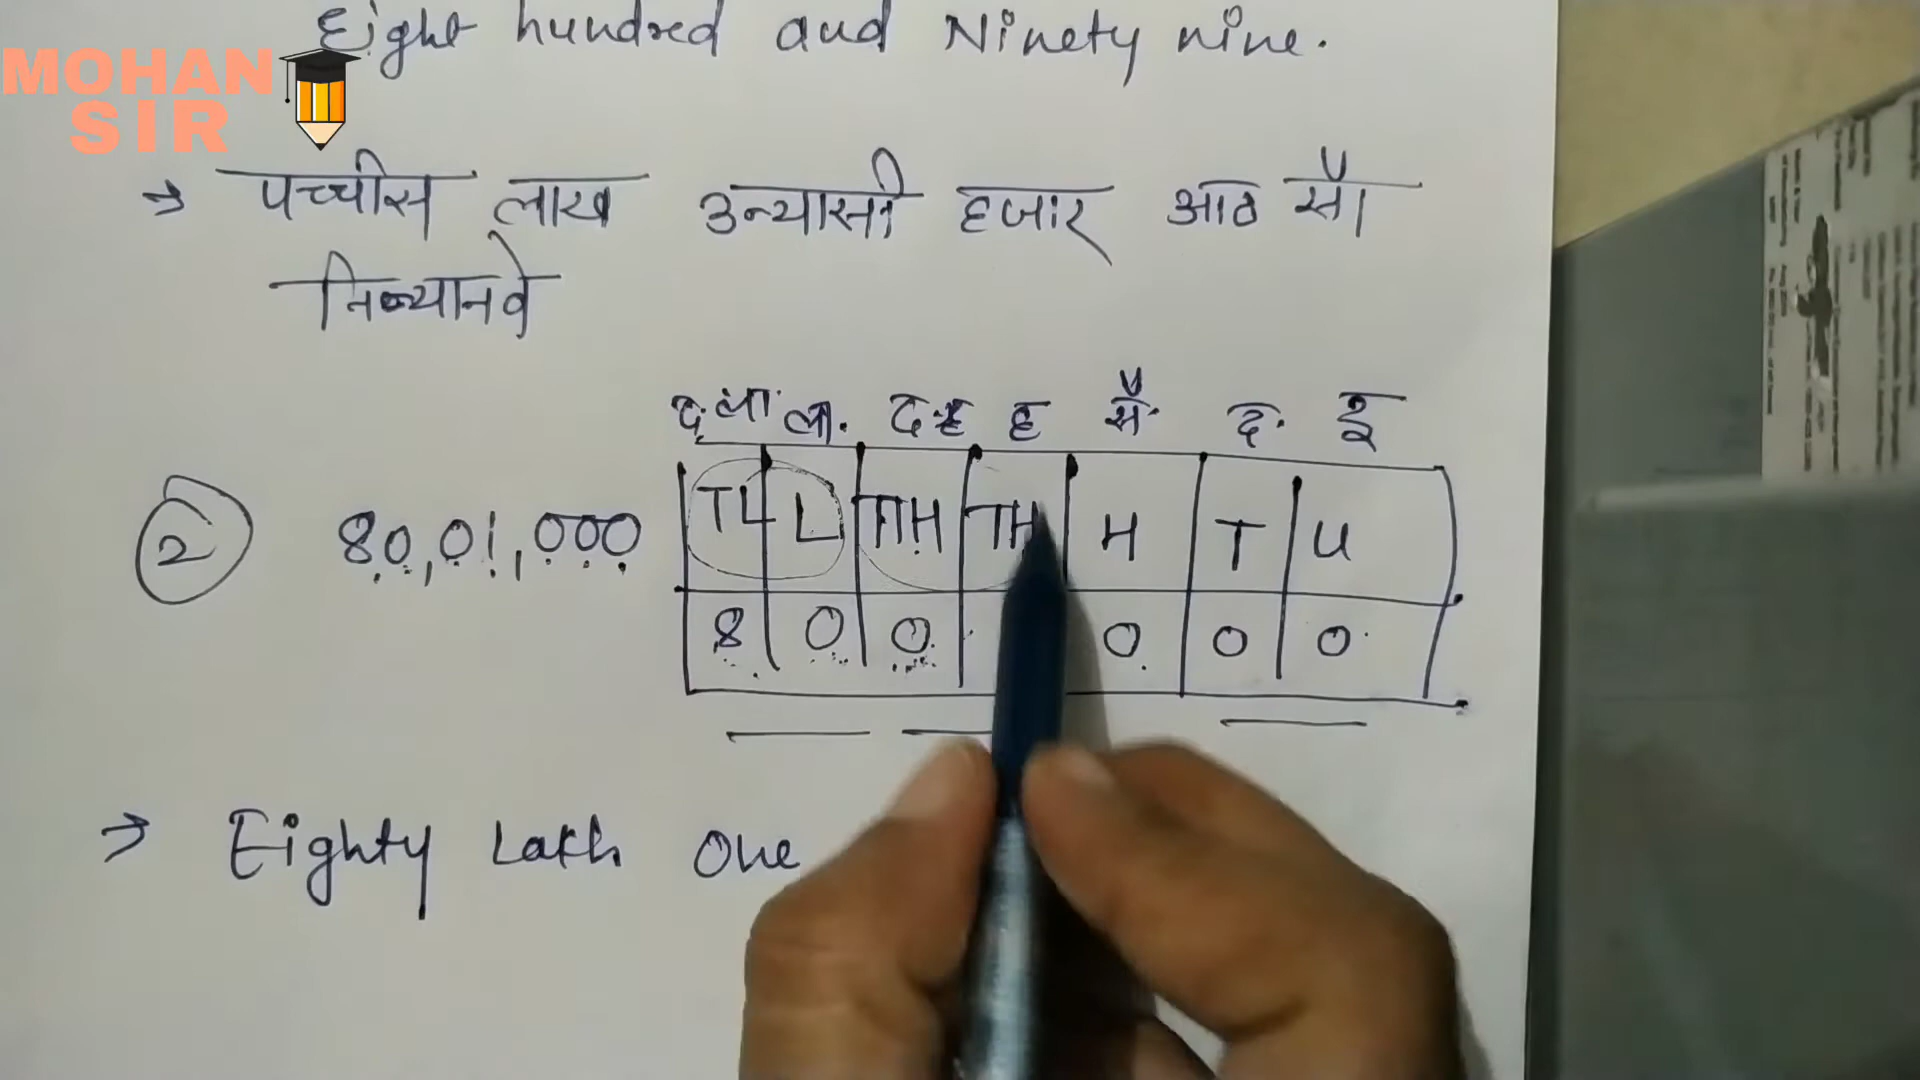 Eight hundred and Ninety nine.
MOHAN
SIR
→ पच्चीस लाख उन्यासी हजार आठ सौ
निन्यानवे
द.ला. ला. द.ह ह सै. द. इ
② 80,01,000 TL L TTH TH H T U
8 0 0 0 0 0
→ Eighty Lakh One